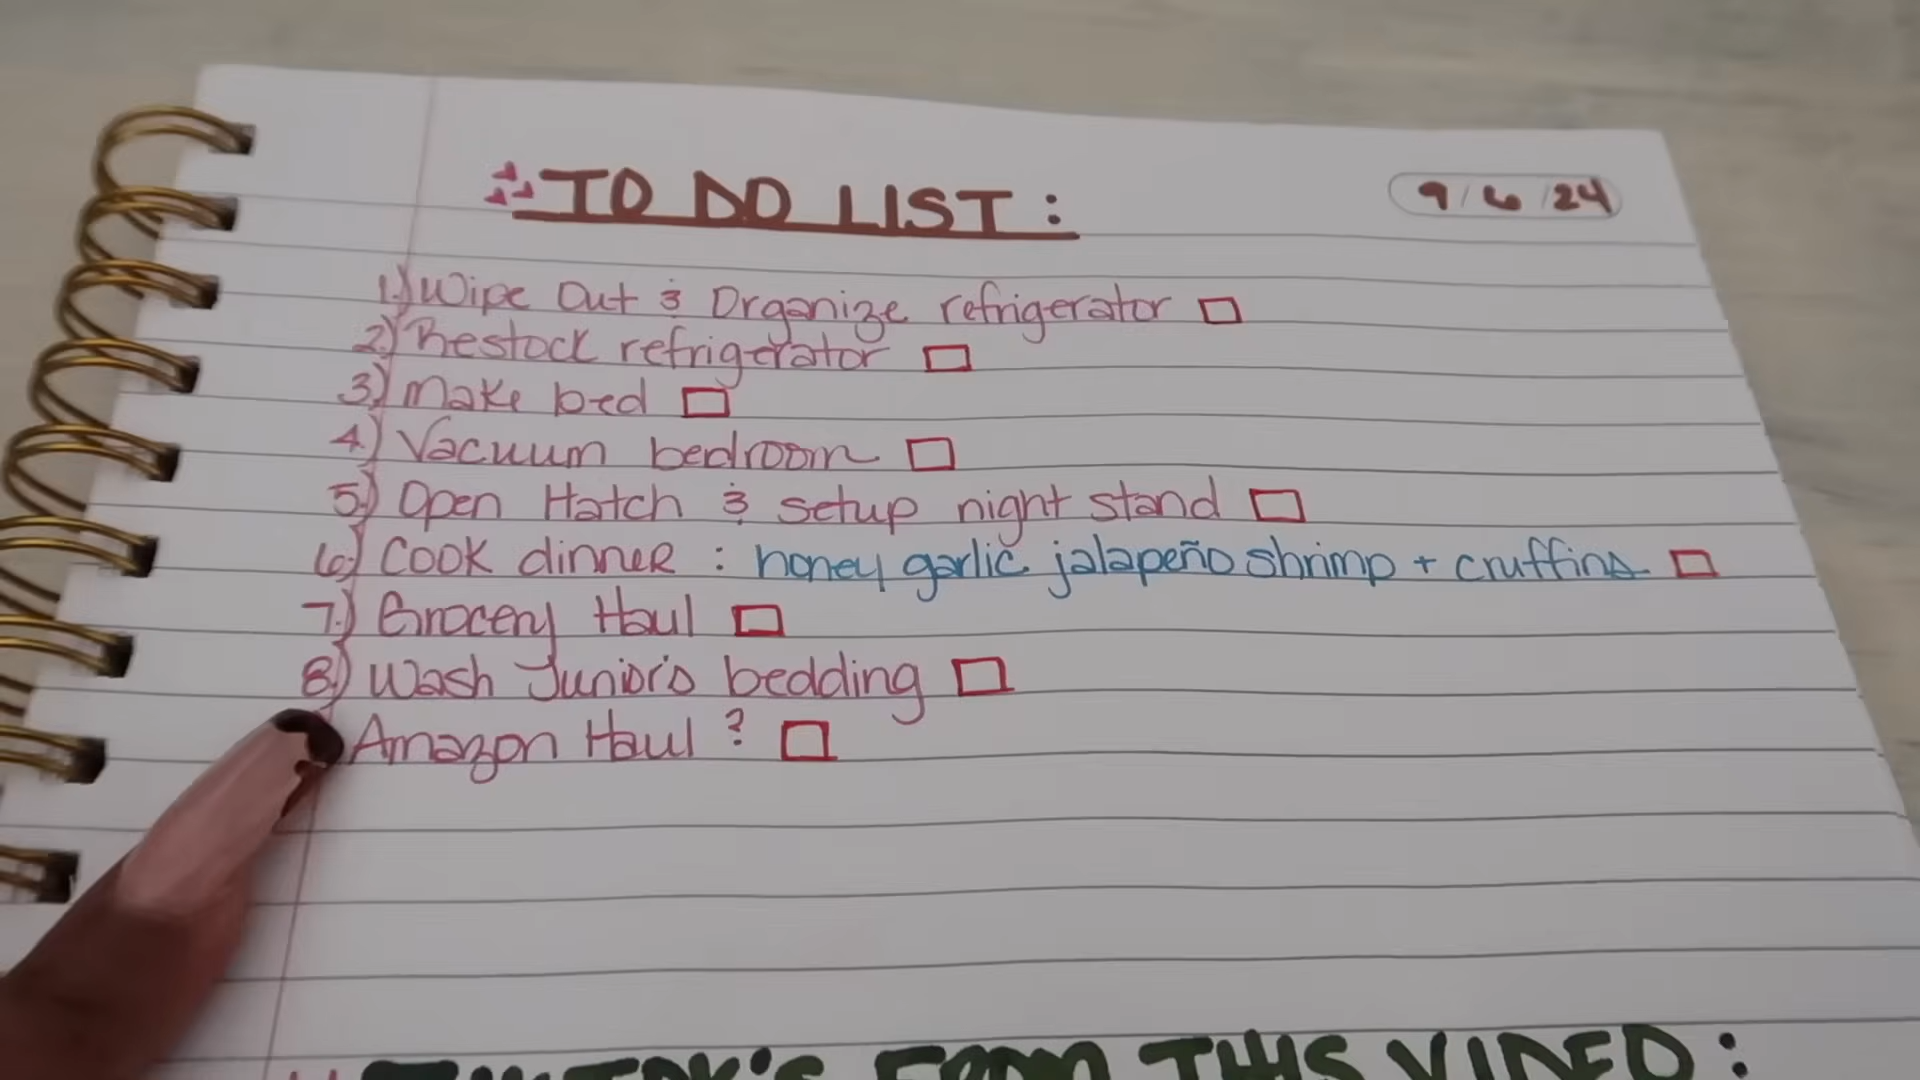 TO DO LIST:
9/6/24
1.) Wipe Out & Organize refrigerator
2.) Restock refrigerator
3.) Make bed
4.) Vacuum bedroom
5.) Open Hatch & setup night stand
6.) Cook dinner : honey garlic jalapeño shrimp + cruffins
7.) Grocery Haul
8.) Wash Junior's bedding
Amazon Haul ?
FROM THIS VIDEO: